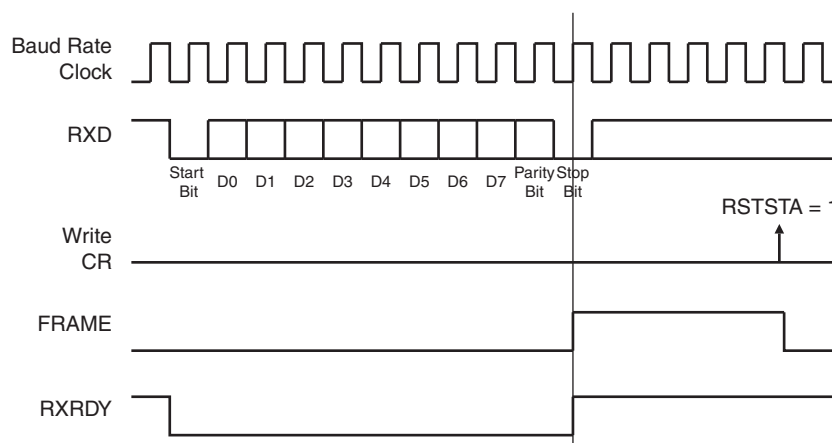 Baud Rate
Clock
RXD
Start
Bit
D0
D1
D2
D3
D4
D5
D6
D7
Parity
Bit
Stop
Bit
RSTSTA = 1
Write
CR
FRAME
RXRDY